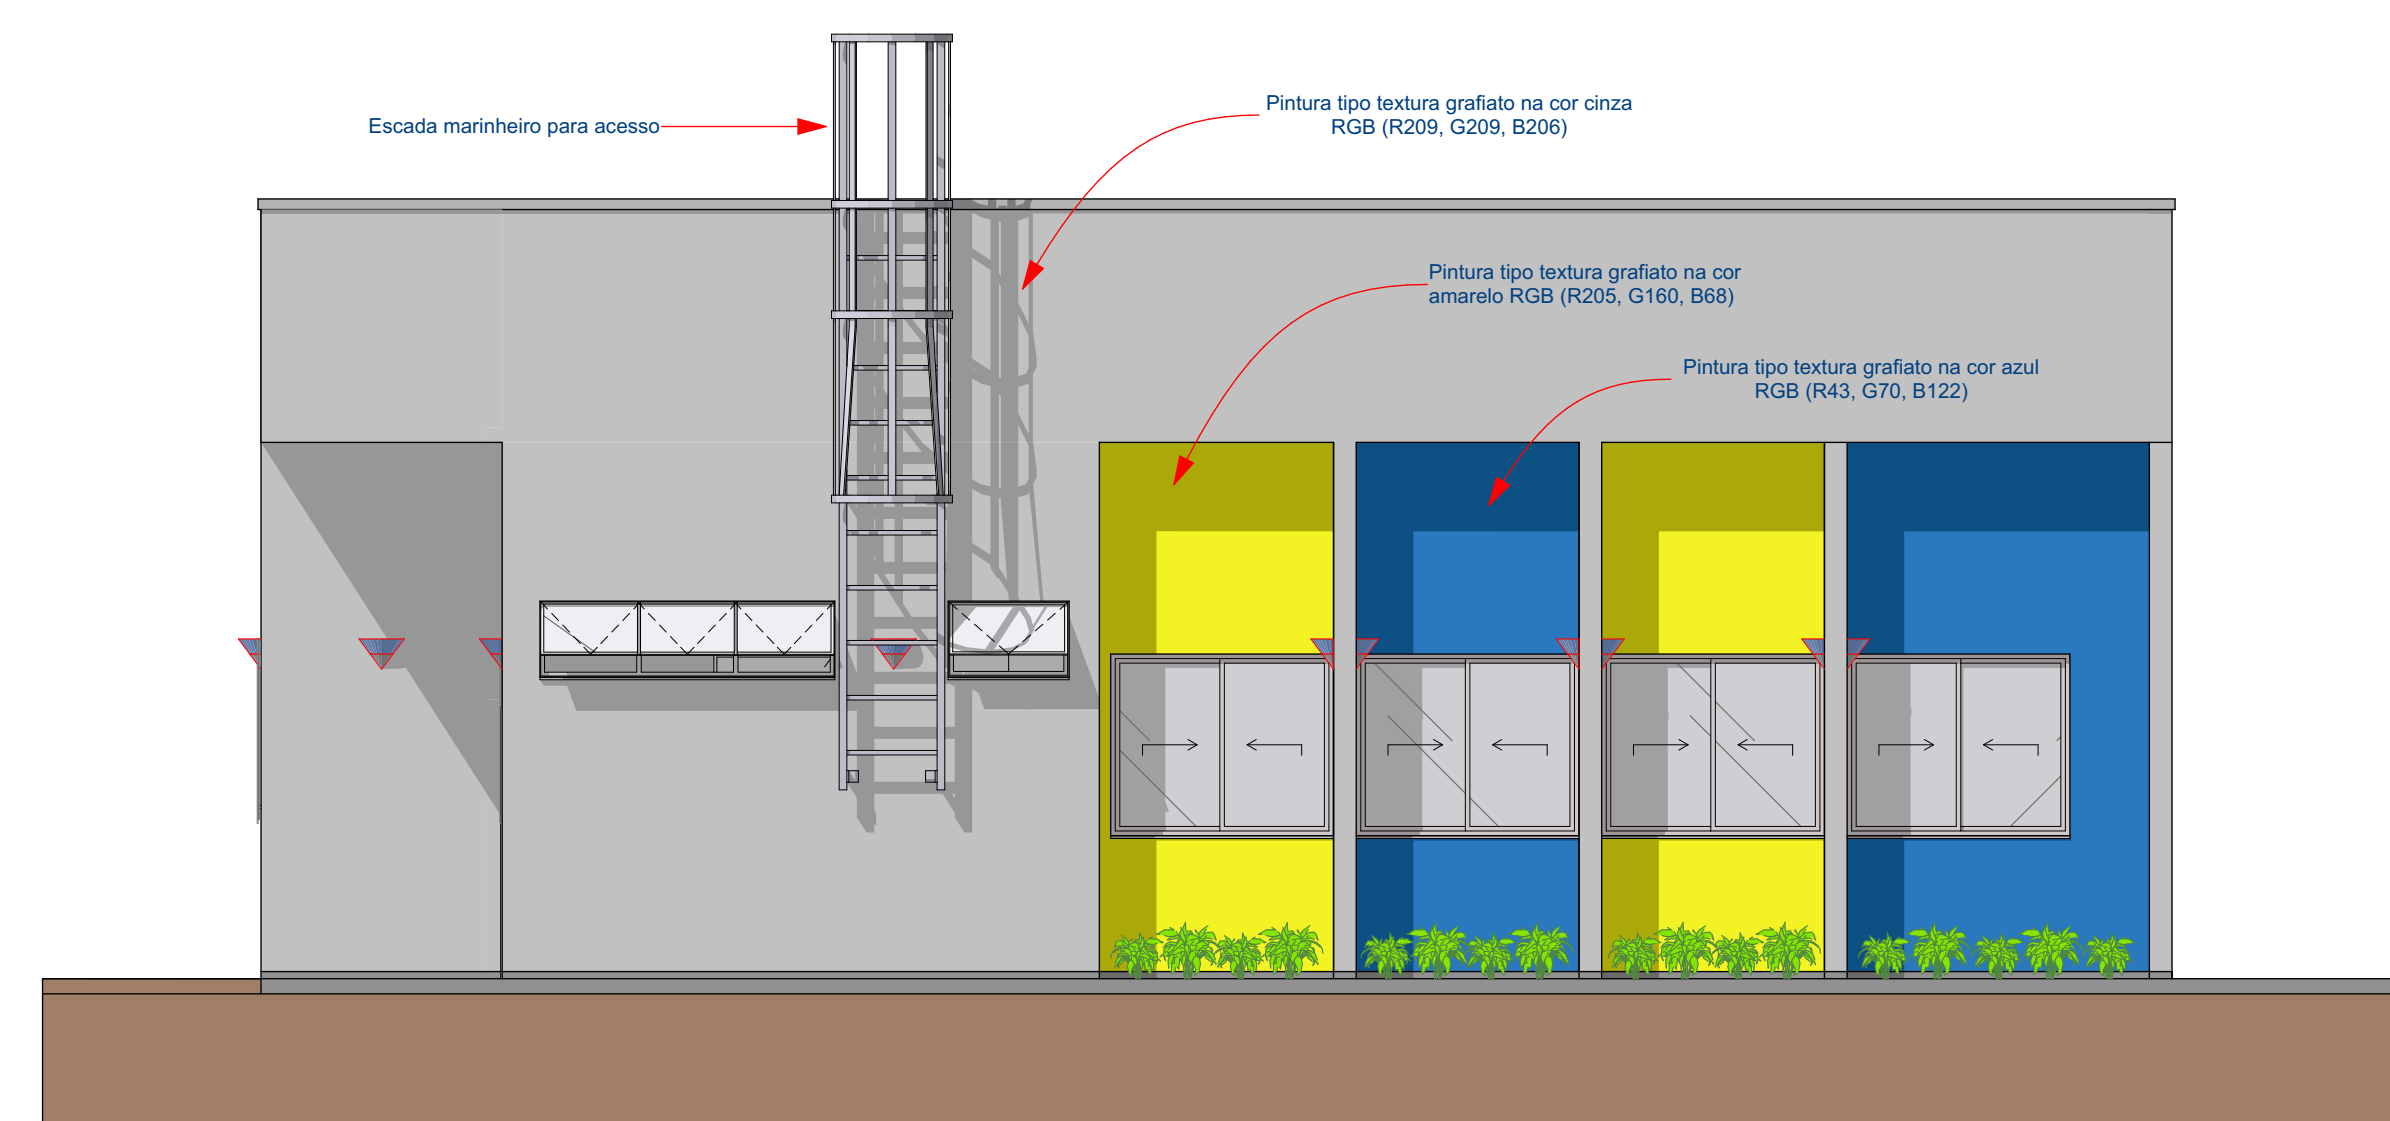 Escada marinheiro para acesso
Pintura tipo textura grafiato na cor cinza
RGB (R209, G209, B206)
Pintura tipo textura grafiato na cor
amarelo RGB (R205, G160, B68)
Pintura tipo textura grafiato na cor azul
RGB (R43, G70, B122)